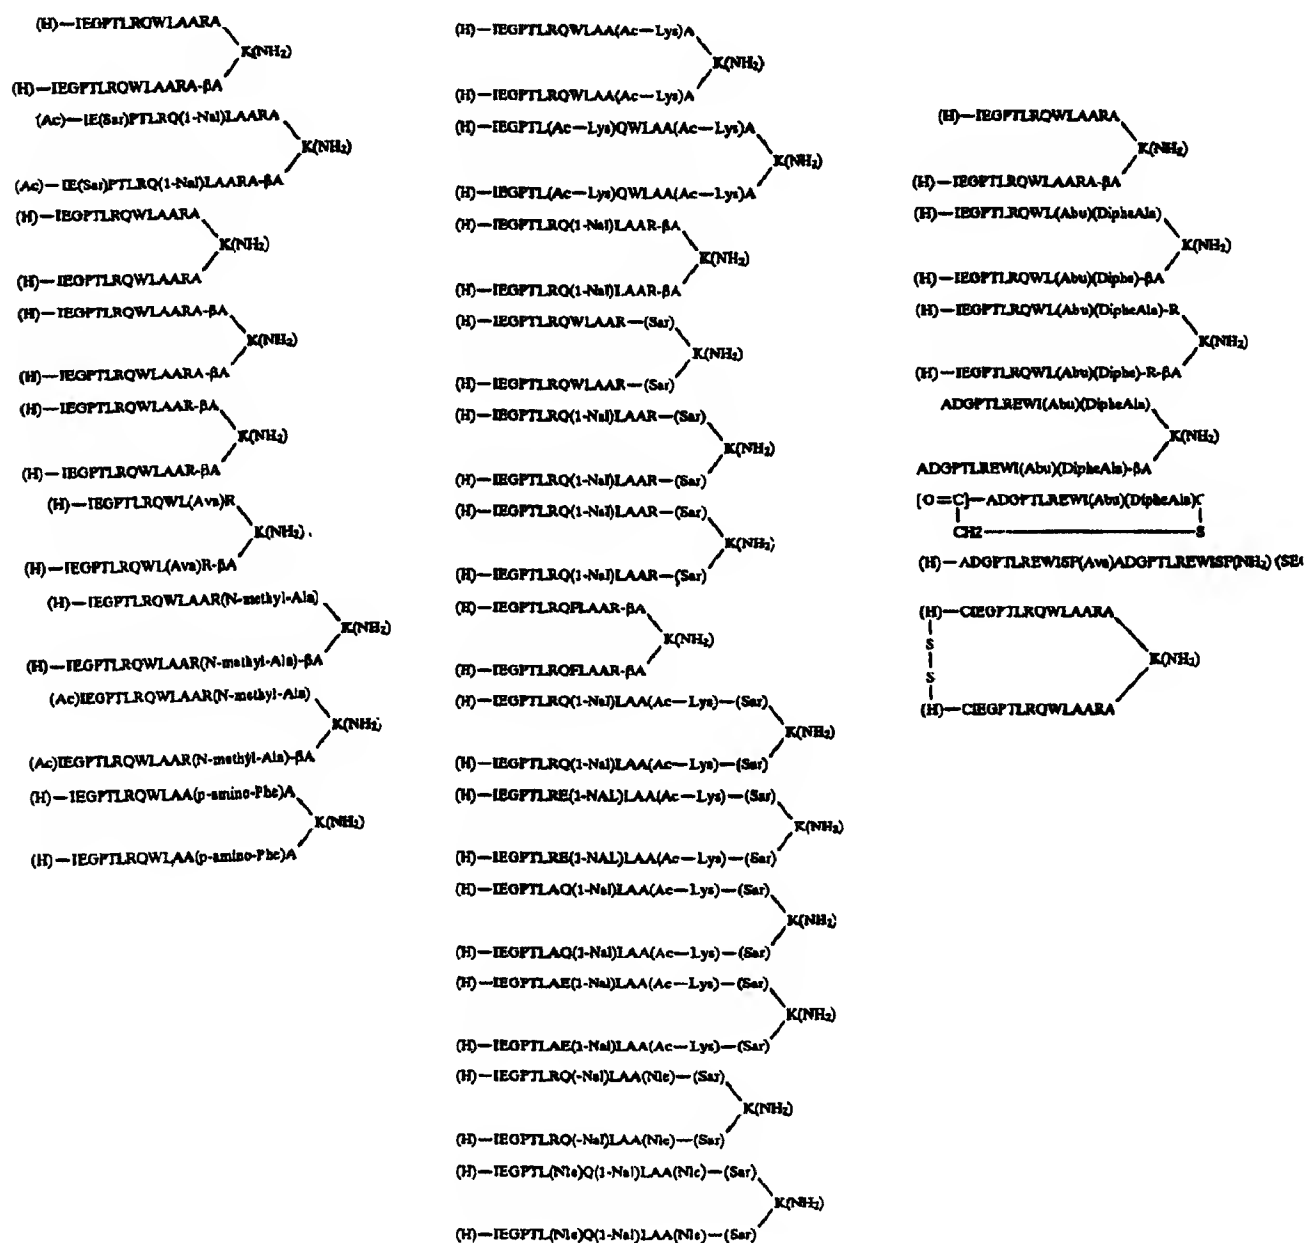 (H)—IEGPTLRQWLAARA
K(NH2)
(H)—IEGPTLRQWLAARA-βA
(Ac)—IE(Sar)PTLRQ(1-Nal)LAARA
K(NH2)
(Ac)—IE(Sar)PTLRQ(1-Nal)LAARA-βA
(H)—IEGPTLRQWLAARA
K(NH2)
(H)—IEGPTLRQWLAARA
(H)—IEGPTLRQWLAARA-βA
K(NH2)
(H)—IEGPTLRQWLAARA-βA
(H)—IEGPTLRQWLAAR-βA
K(NH2)
(H)—IEGPTLRQWLAAR-βA
(H)—IEGPTLRQWL(Ava)R
K(NH2)
(H)—IEGPTLRQWL(Ava)R-βA
(H)—IEGPTLRQWLAAR(N-methyl-Ala)
K(NH2)
(H)—IEGPTLRQWLAAR(N-methyl-Ala)-βA
(Ac)IEGPTLRQWLAAR(N-methyl-Ala)
K(NH2)
(Ac)IEGPTLRQWLAAR(N-methyl-Ala)-βA
(H)—IEGPTLRQWLAA(p-amino-Phe)A
K(NH2)
(H)—IEGPTLRQWLAA(p-amino-Phe)A
(H)—IEGPTLRQWLAA(Ac—Lys)A
K(NH2)
(H)—IEGPTLRQWLAA(Ac—Lys)A
(H)—IEGPTL(Ac—Lys)QWLAA(Ac—Lys)A
K(NH2)
(H)—IEGPTL(Ac—Lys)QWLAA(Ac—Lys)A
(H)—IEGPTLRQ(1-Nal)LAAR-βA
K(NH2)
(H)—IEGPTLRQ(1-Nal)LAAR-βA
(H)—IEGPTLRQWLAAR—(Sar)
K(NH2)
(H)—IEGPTLRQWLAAR—(Sar)
(H)—IEGPTLRQ(1-Nal)LAAR—(Sar)
K(NH2)
(H)—IEGPTLRQ(1-Nal)LAAR—(Sar)
(H)—IEGPTLRQ(1-Nal)LAAR—(Sar)
K(NH2)
(H)—IEGPTLRQ(1-Nal)LAAR—(Sar)
(H)—IEGPTLRQFLAAR-βA
K(NH2)
(H)—IEGPTLRQFLAAR-βA
(H)—IEGPTLRQ(1-Nal)LAA(Ac—Lys)—(Sar)
K(NH2)
(H)—IEGPTLRQ(1-Nal)LAA(Ac—Lys)—(Sar)
(H)—IEGPTLRE(1-NAL)LAA(Ac—Lys)—(Sar)
K(NH2)
(H)—IEGPTLRE(1-NAL)LAA(Ac—Lys)—(Sar)
(H)—IEGPTLAQ(1-Nal)LAA(Ac—Lys)—(Sar)
K(NH2)
(H)—IEGPTLAQ(1-Nal)LAA(Ac—Lys)—(Sar)
(H)—IEGPTLAE(1-Nal)LAA(Ac—Lys)—(Sar)
K(NH2)
(H)—IEGPTLAE(1-Nal)LAA(Ac—Lys)—(Sar)
(H)—IEGPTLRQ(-Nal)LAA(Nle)—(Sar)
K(NH2)
(H)—IEGPTLRQ(-Nal)LAA(Nle)—(Sar)
(H)—IEGPTL(Nle)Q(1-Nal)LAA(Nle)—(Sar)
K(NH2)
(H)—IEGPTL(Nle)Q(1-Nal)LAA(Nle)—(Sar)
(H)—IEGPTLRQWLAARA
K(NH2)
(H)—IEGPTLRQWLAARA-βA
(H)—IEGPTLRQWL(Abu)(DipheAla)
K(NH2)
(H)—IEGPTLRQWL(Abu)(Diphe)-βA
(H)—IEGPTLRQWL(Abu)(DipheAla)-R
K(NH2)
(H)—IEGPTLRQWL(Abu)(Diphe)-R-βA
ADGPTLREWI(Abu)(DipheAla)
K(NH2)
ADGPTLREWI(Abu)(DipheAla)-βA
[O=C]—ADGPTLREWI(Abu)(DipheAla)C
CH2 S
(H)—ADGPTLREWISF(Ava)ADGPTLREWISF(NH2) (SEQ
(H)—CIEGPTLRQWLAARA
S
S
K(NH2)
(H)—CIEGPTLRQWLAARA